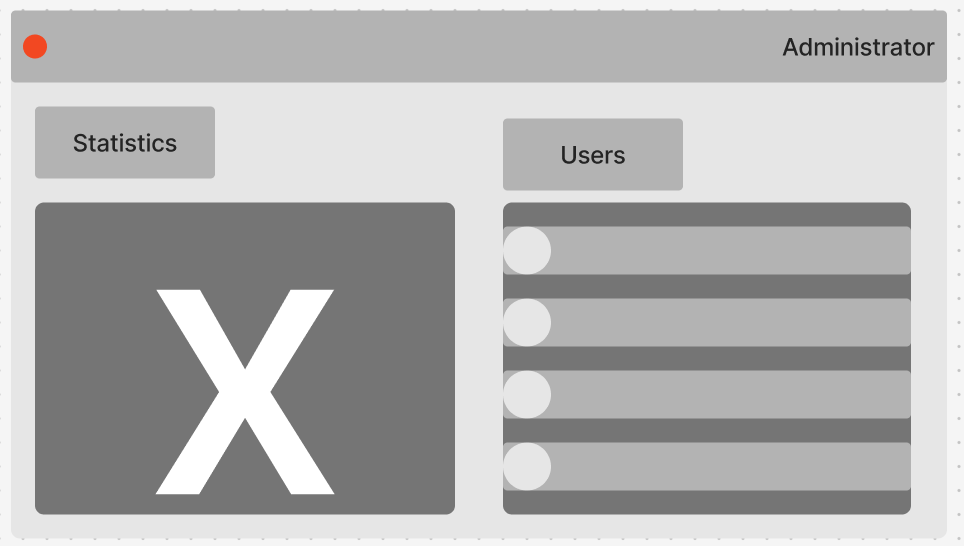 Administrator
Statistics
Users
X